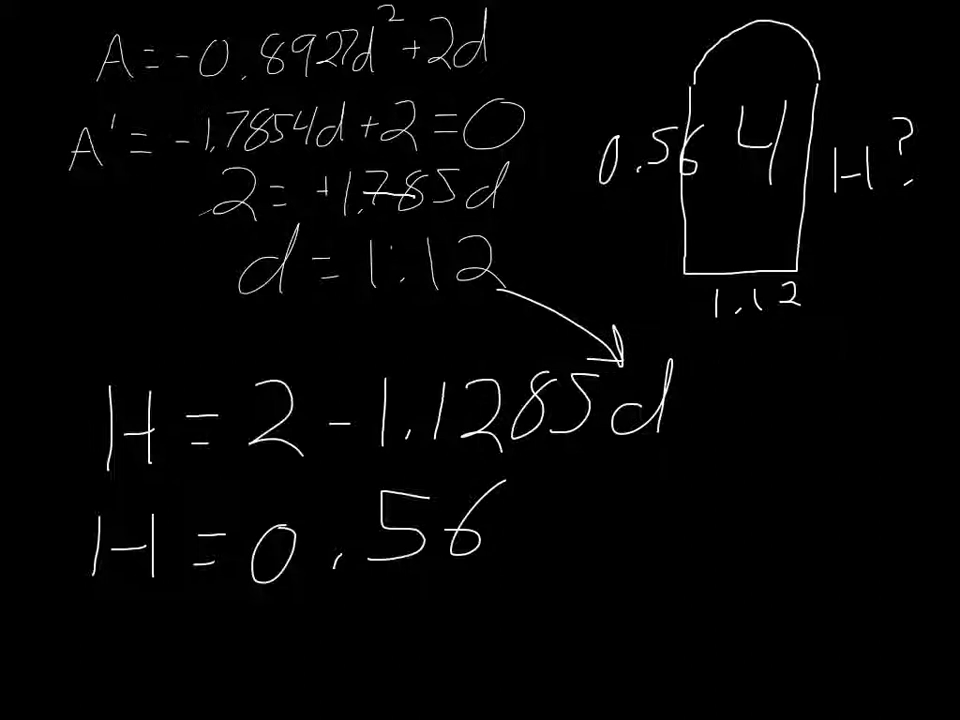 A = -0.8927d² + 2d
A' = -1.7854d + 2 = 0
2 = +1.785d
d = 1.12
0.56 4 H?
1.12
H = 2 - 1.1285d
H = 0.56